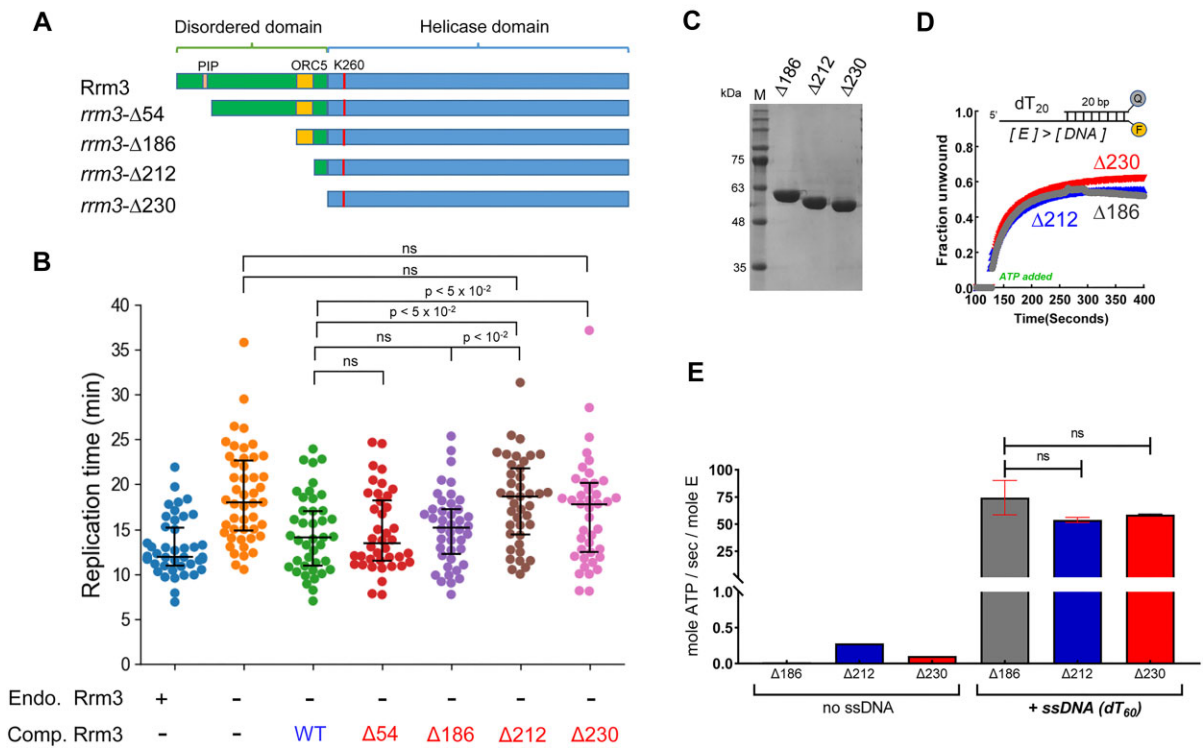 A
Disordered domain
Helicase domain
PIP
ORC5
K260
Rrm3
rrm3-Δ54
rrm3-Δ186
rrm3-Δ212
rrm3-Δ230
B
ns
ns
p < 5 x 10-2
p < 5 x 10-2
ns
p < 10-2
ns
Replication time (min)
40
35
30
25
20
15
10
5
0
Endo. Rrm3 + - - - - - -
Comp. Rrm3 - - WT Δ54 Δ186 Δ212 Δ230
C
Δ186 Δ212 Δ230
kDa M
75
63
48
35
D
dT20
20 bp
Q
5'
[ E ] > [ DNA ]
F
Δ230
Δ212
Δ186
ATP added
Fraction unwound
1.0
0.8
0.6
0.4
0.2
0.0
100 150 200 250 300 350 400
Time(Seconds)
E
ns
ns
mole ATP / sec / mole E
100
75
50
25
1.0
0.5
0.0
Δ186 Δ212 Δ230 Δ186 Δ212 Δ230
no ssDNA
+ ssDNA (dT60)